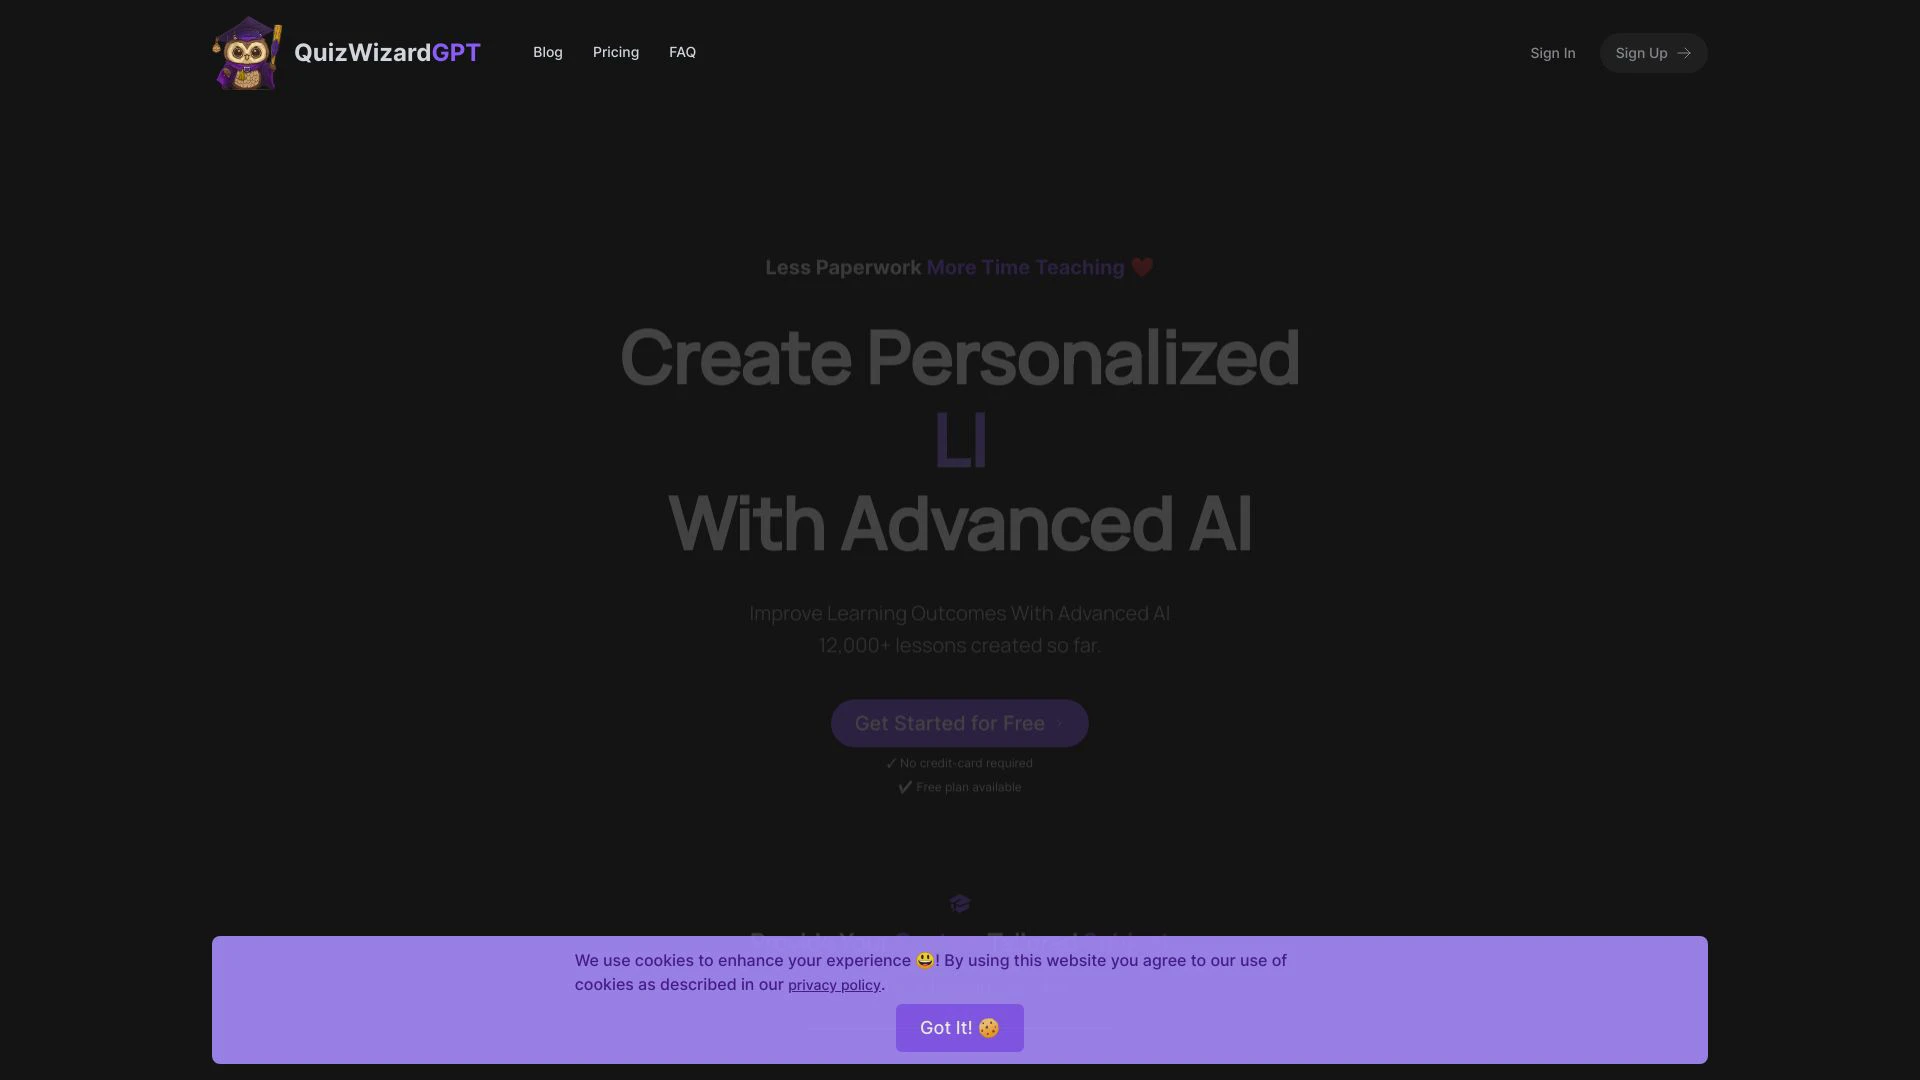 QuizWizardGPT
Blog
Pricing
FAQ
Sign In
Sign Up
Less Paperwork More Time Teaching ❤️
Create Personalized
LI
With Advanced AI
Improve Learning Outcomes With Advanced AI
12,000+ lessons created so far.
Get Started for Free
✓ No credit-card required
✔ Free plan available
We use cookies to enhance your experience 😃! By using this website you agree to our use of
cookies as described in our privacy policy.
Got It! 🍪